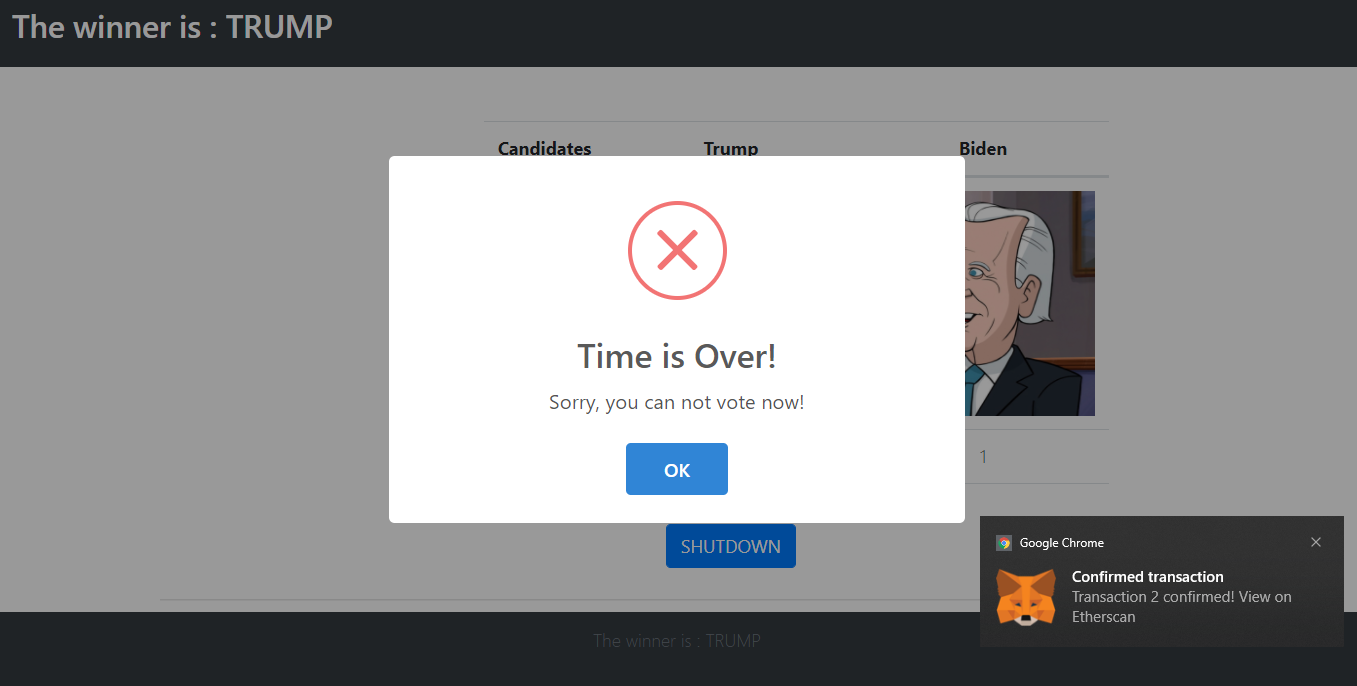 The winner is : TRUMP
Candidates Trump Biden
Time is Over!
Sorry, you can not vote now!
OK
1
SHUTDOWN
Google Chrome
Confirmed transaction
Transaction 2 confirmed! View on
Etherscan
The winner is : TRUMP